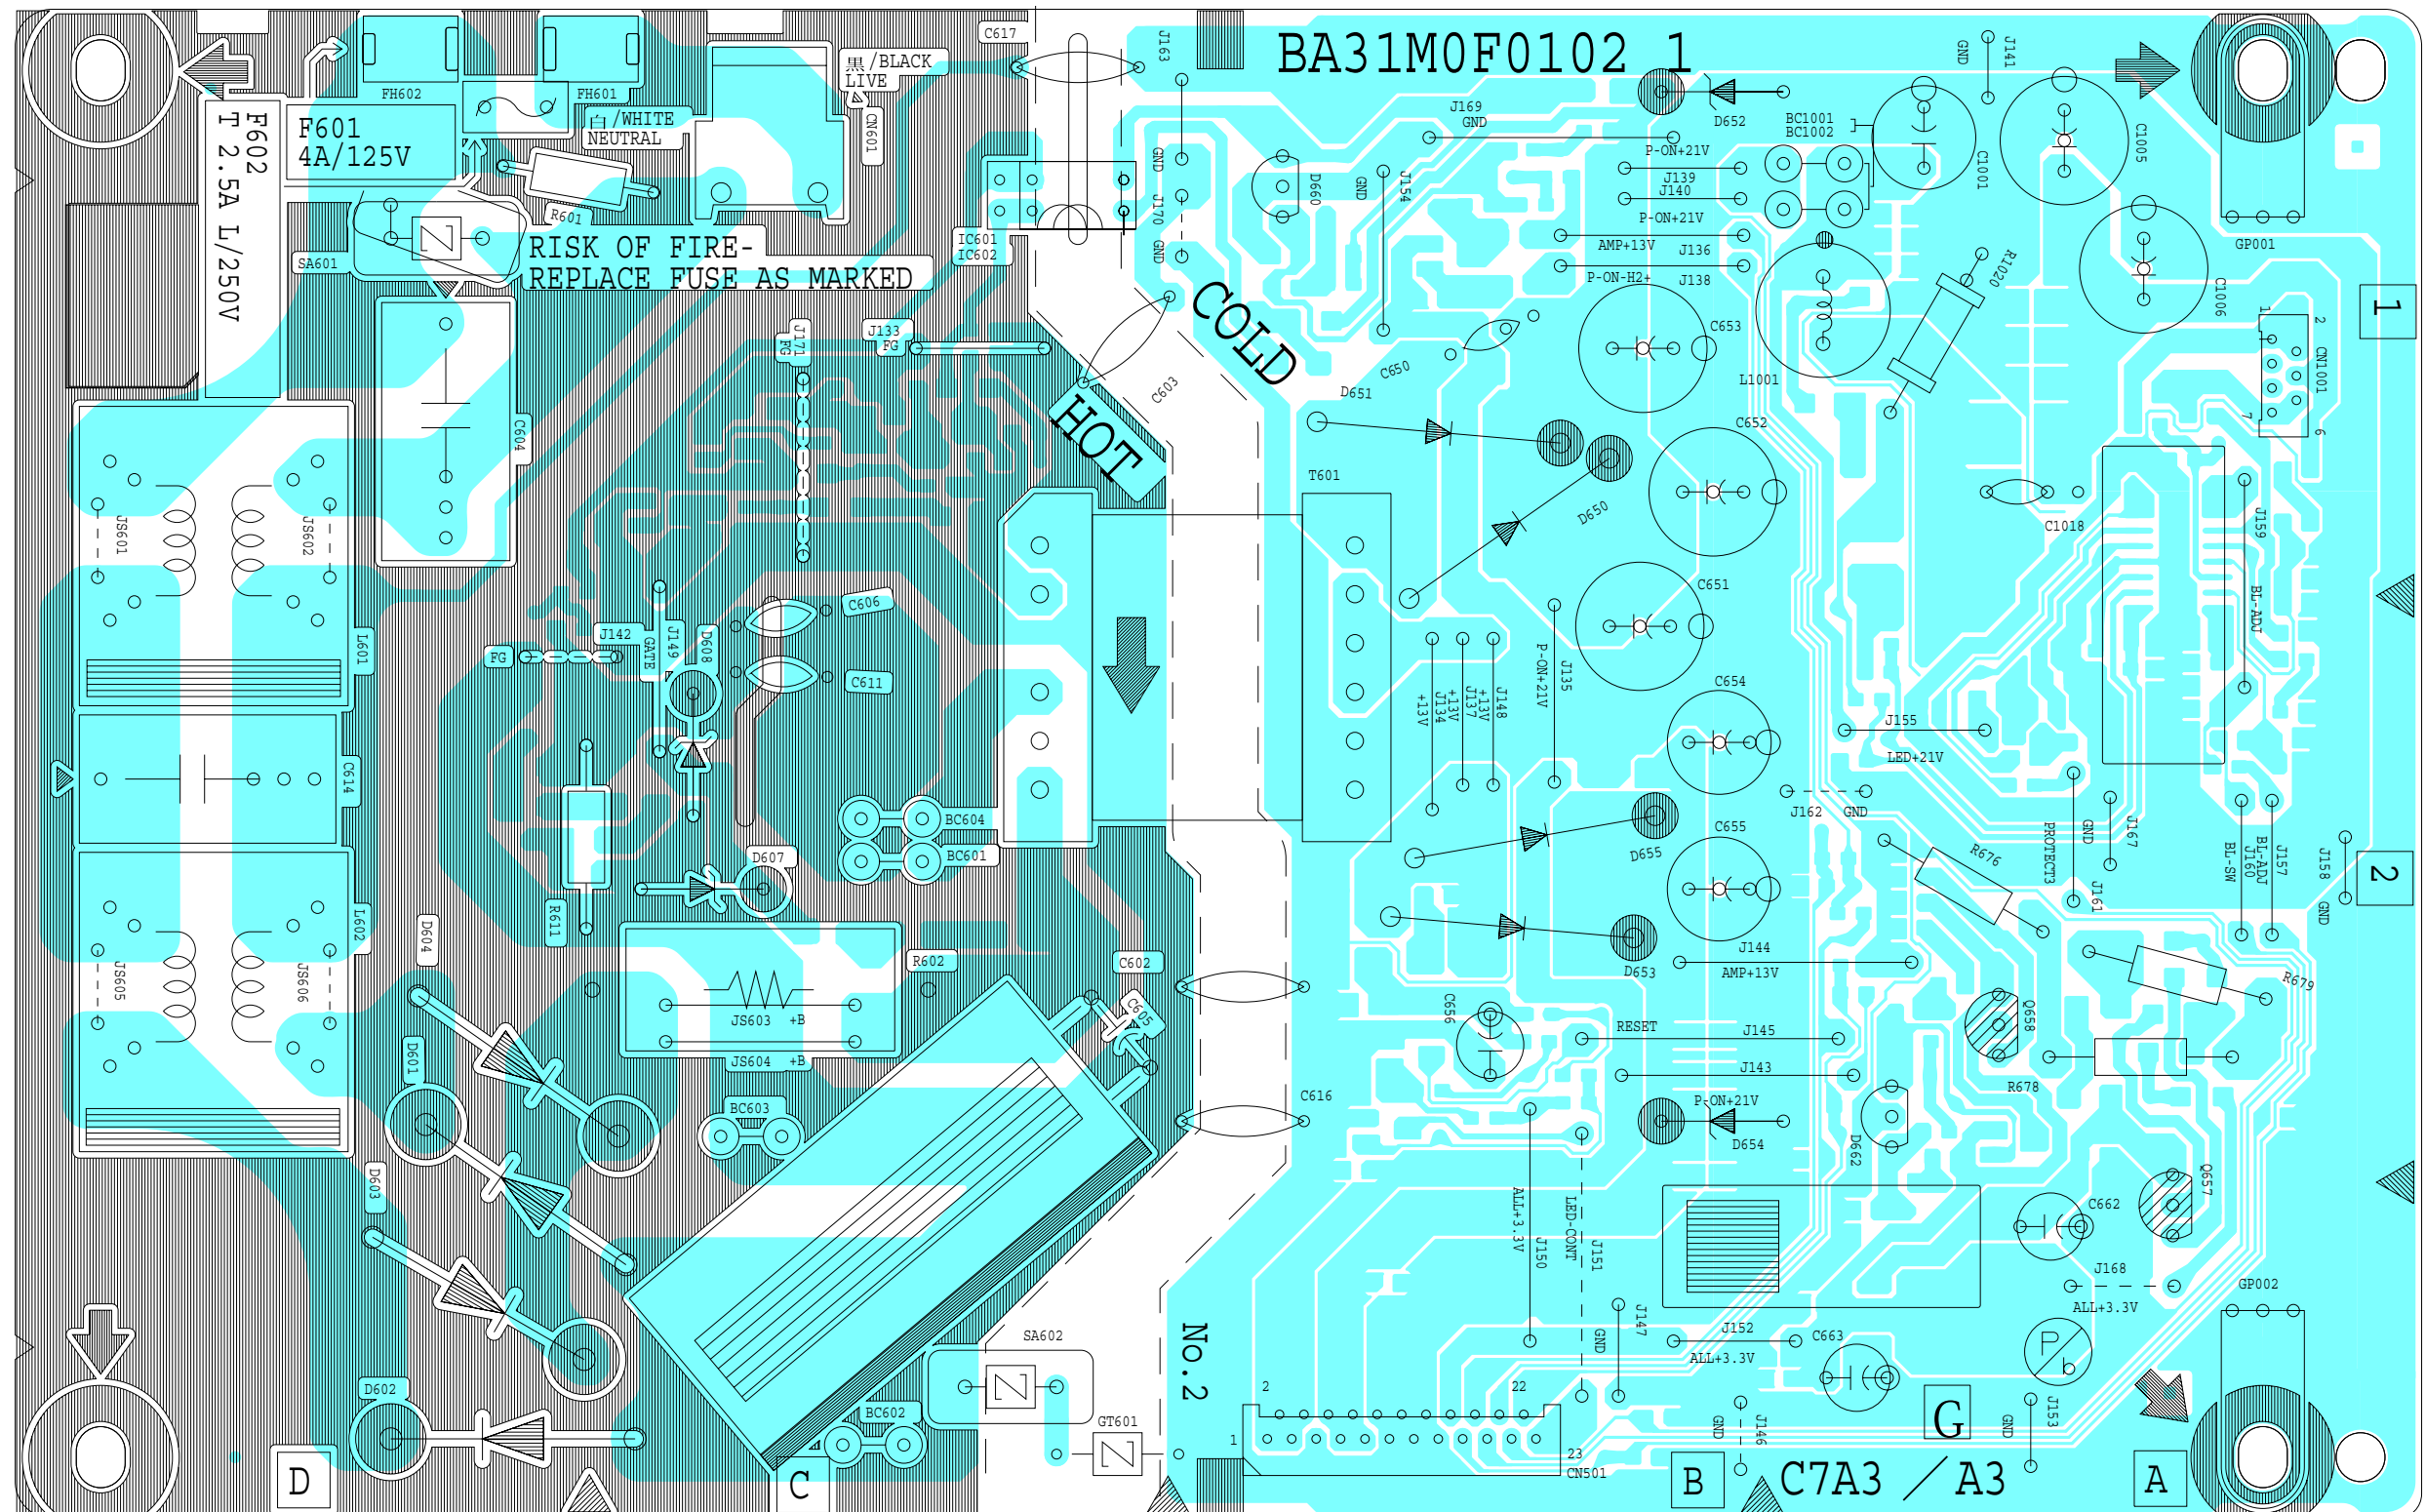 BA31M0F0102 1
C617
J163
J141
GND
黒/BLACK
LIVE
CN601
FH602
FH601
白/WHITE
NEUTRAL
F601
4A/125V
F602
T 2.5A L/250V
R601
SA601
RISK OF FIRE-
REPLACE FUSE AS MARKED
IC601
IC602
GND
J170
GND
D660
GND
J154
J169
GND
D652
BC1001
BC1002
P-ON+21V
J139
J140
P-ON+21V
AMP+13V
J136
P-ON-H2+
J138
C1001
C1005
C1006
GP001
R1020
1
2
CN1001
7
6
1
J171
FG
J133
FG
C603
COLD
HOT
C604
D651
C650
C653
L1001
C652
D650
T601
C1018
J159
BL-ADJ
JS601
JS602
L601
FG
J142
GATE
J149
D608
C606
C611
C651
P-ON+21V
J135
+13V
J134
+13V
J137
+13V
J148
C654
J155
LED+21V
C614
BC604
BC601
D607
R611
C655
D655
J162
GND
R676
PROTECT3
GND
J161
J167
BL-SW
J160
BL-ADJ
J157
J158
GND
2
L602
JS605
JS606
D604
D601
R602
JS603 +B
JS604 +B
C602
C605
D653
J144
AMP+13V
C656
RESET
J145
J143
P-ON+21V
D654
Q658
R679
R678
D662
BC603
C616
D603
ALL+3.3V
J150
LED-CONT
J151
Q657
C662
J168
ALL+3.3V
GP002
SA602
No.2
GND
J147
J152
ALL+3.3V
C663
P
b
D602
BC602
GT601
2
22
1
23
CN501
GND
J146
G
GND
J153
D
C
B
C7A3 /A3
A